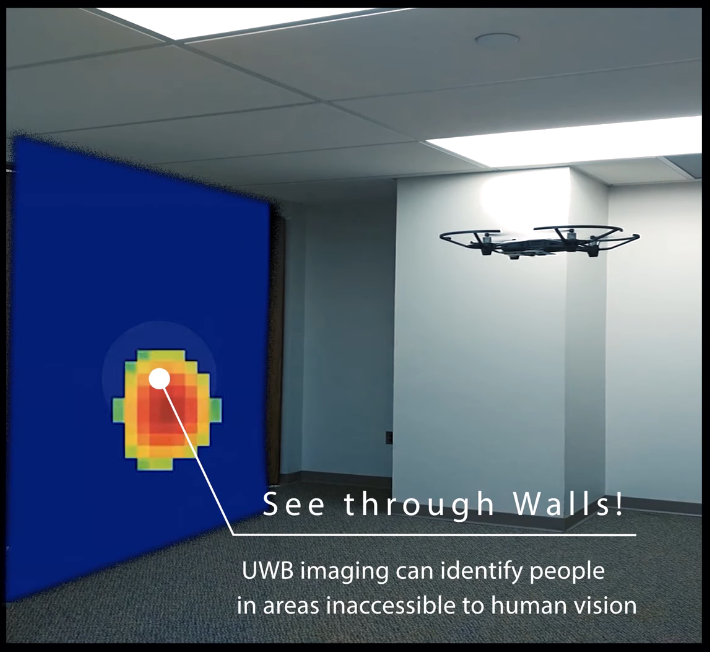 See through Walls!
UWB imaging can identify people
in areas inaccessible to human vision